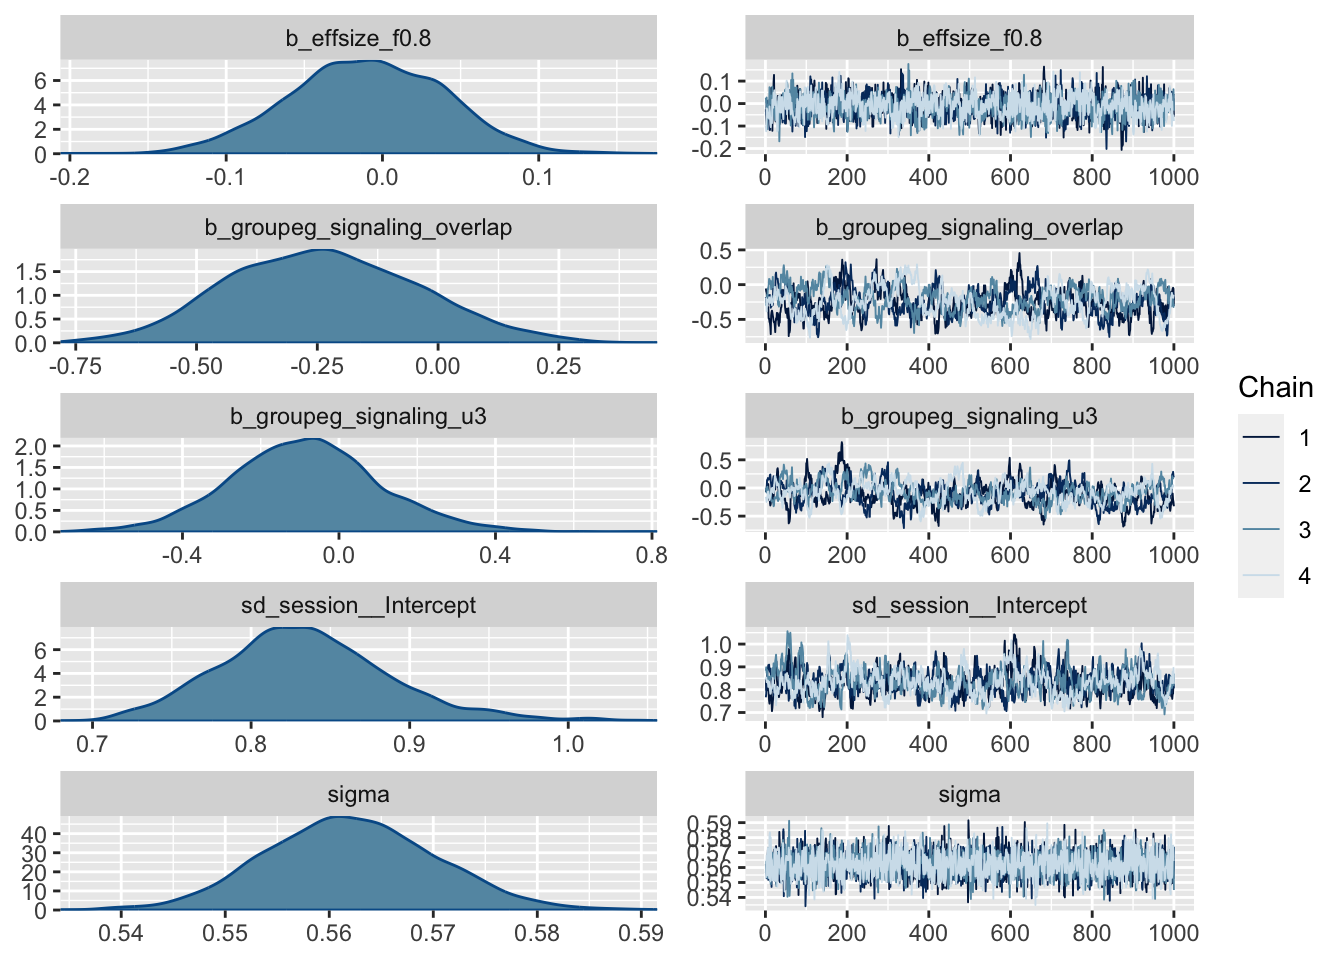 b_effsize_f0.8
6
4
2
0
-0.2 -0.1 0.0 0.1
b_effsize_f0.8
0.1
0.0
-0.1
-0.2
0 200 400 600 800 1000
b_groupeg_signaling_overlap
1.5
1.0
0.5
0.0
-0.75 -0.50 -0.25 0.00 0.25
b_groupeg_signaling_overlap
0.5
0.0
-0.5
0 200 400 600 800 1000
b_groupeg_signaling_u3
2.0
1.5
1.0
0.5
0.0
-0.4 0.0 0.4 0.8
b_groupeg_signaling_u3
0.5
0.0
-0.5
0 200 400 600 800 1000
sd_session__Intercept
6
4
2
0
0.7 0.8 0.9 1.0
sd_session__Intercept
1.0
0.9
0.8
0.7
0 200 400 600 800 1000
sigma
40
30
20
10
0
0.54 0.55 0.56 0.57 0.58 0.59
sigma
0.59
0.58
0.57
0.56
0.55
0.54
0 200 400 600 800 1000
Chain
1
2
3
4